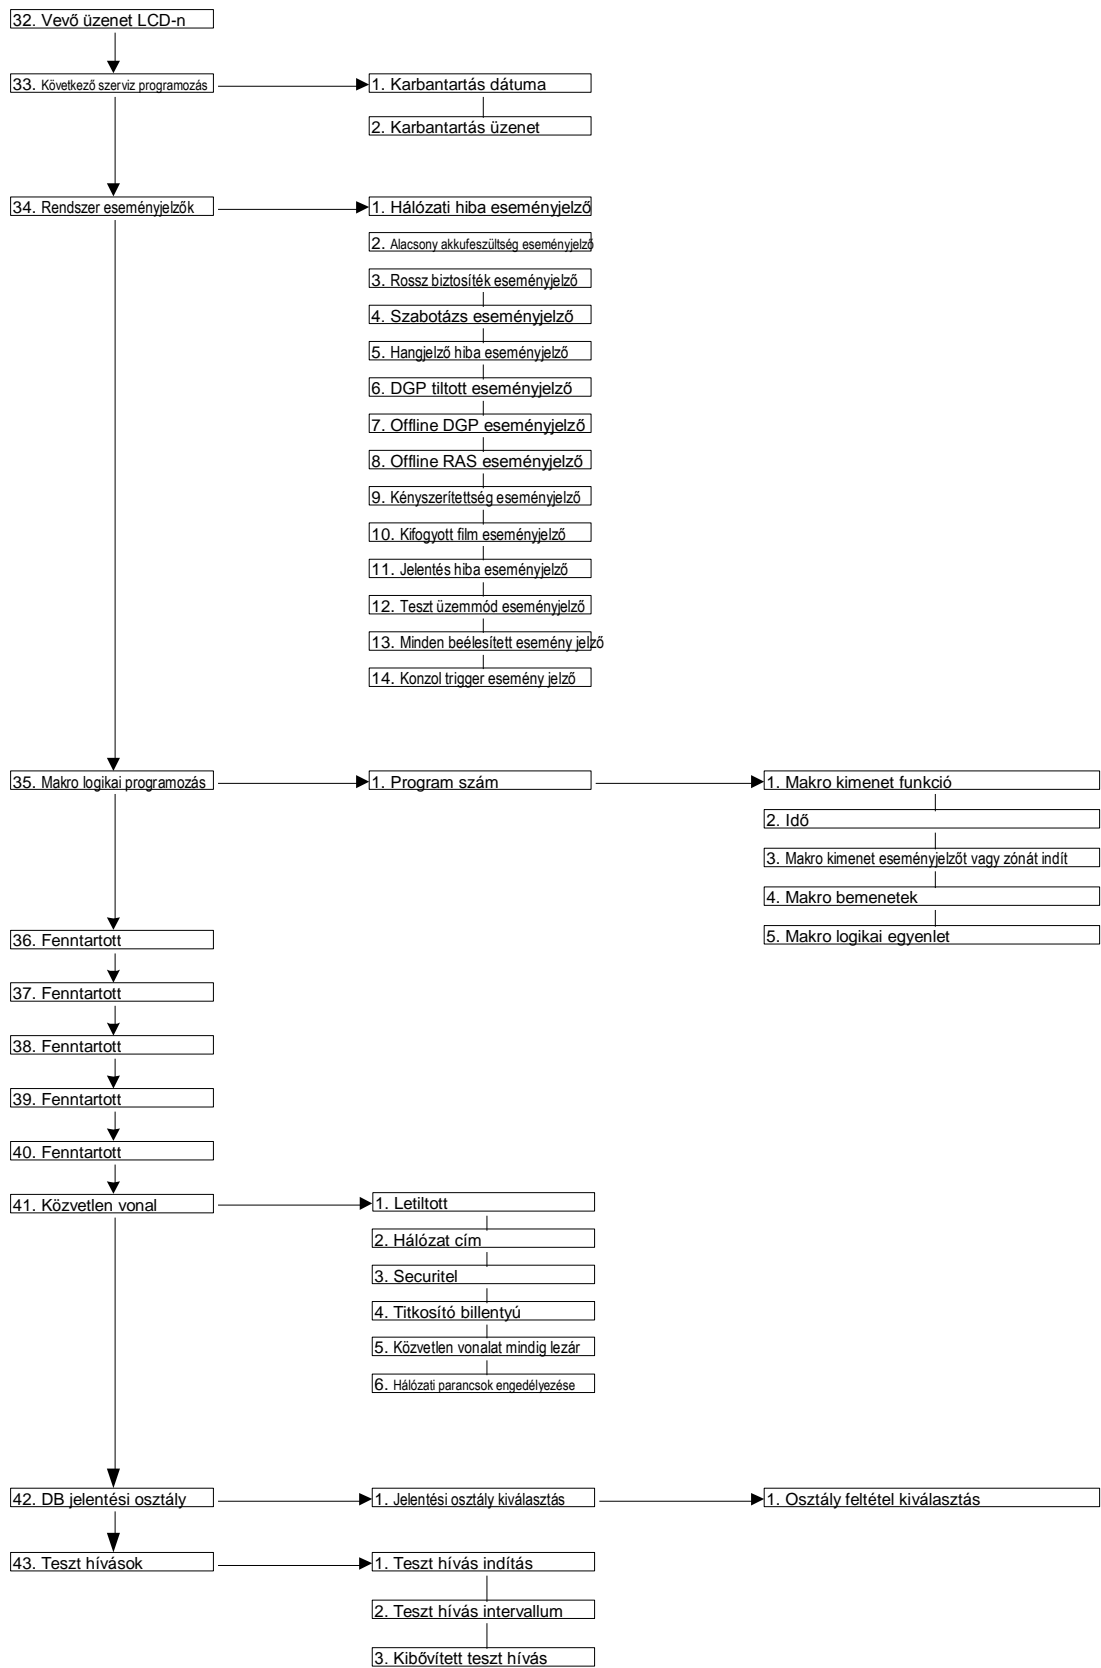 32. Vevő üzenet LCD-n
33. Következő szerviz programozás
1. Karbantartás dátuma
2. Karbantartás üzenet
34. Rendszer eseményjelzők
1. Hálózati hiba eseményjelző
2. Alacsony akkufeszültség eseményjelző
3. Rossz biztosíték eseményjelző
4. Szabotázs eseményjelző
5. Hangjelző hiba eseményjelző
6. DGP tiltott eseményjelző
7. Offline DGP eseményjelző
8. Offline RAS eseményjelző
9. Kényszerítettség eseményjelző
10. Kifogyott film eseményjelző
11. Jelentés hiba eseményjelző
12. Teszt üzemmód eseményjelző
13. Minden beélesített esemény jelző
14. Konzol trigger esemény jelző
35. Makro logikai programozás
1. Program szám
1. Makro kimenet funkció
2. Idő
3. Makro kimenet eseményjelzőt vagy zónát indít
4. Makro bemenetek
5. Makro logikai egyenlet
36. Fenntartott
37. Fenntartott
38. Fenntartott
39. Fenntartott
40. Fenntartott
41. Közvetlen vonal
1. Letiltott
2. Hálózat cím
3. Securitel
4. Titkosító billentyú
5. Közvetlen vonalat mindig lezár
6. Hálózati parancsok engedélyezése
42. DB jelentési osztály
1. Jelentési osztály kiválasztás
1. Osztály feltétel kiválasztás
43. Teszt hívások
1. Teszt hívás indítás
2. Teszt hívás intervallum
3. Kibővített teszt hívás